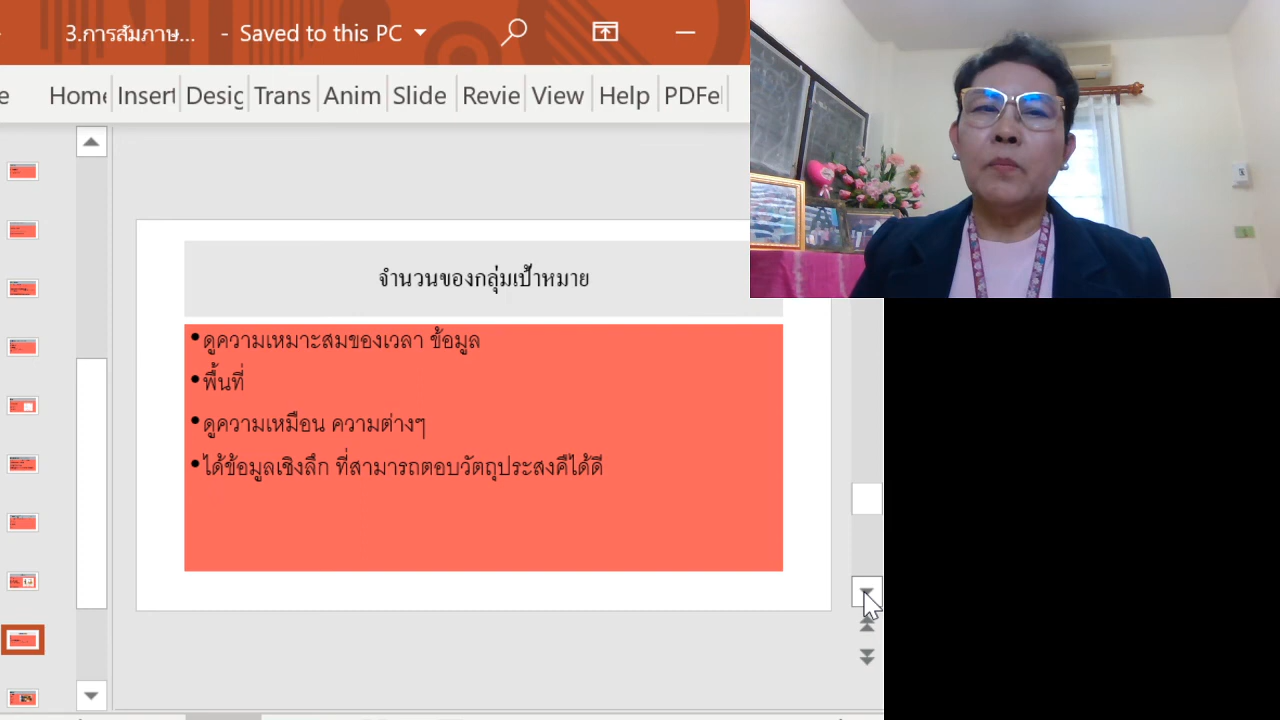 3.การสัมภาษ... - Saved to this PC
Home Insert Desig Trans Anim Slide Revie View Help PDFel
จำนวนของกลุ่มเป้าหมาย
•ดูความเหมาะสมของเวลา ข้อมูล
•พื้นที่
•ดูความเหมือน ความต่างๆ
•ได้ข้อมูลเชิงลึก ที่สามารถตอบวัตถุประสงค์ได้ดี